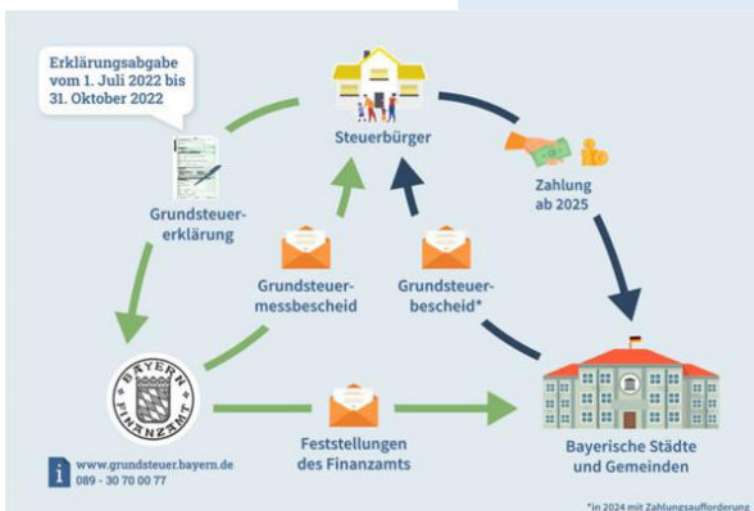 Erklärungsabgabe
vom 1. Juli 2022 bis
31. Oktober 2022
Steuerbürger
Grundsteuer-
erklärung
Zahlung
ab 2025
Grundsteuer-
messbescheid
Grundsteuer-
bescheid*
BAYERN
FINANZAMT
Feststellungen
des Finanzamts
Bayerische Städte
und Gemeinden
i www.grundsteuer.bayern.de
089 - 30 70 00 77
*in 2024 mit Zahlungsaufforderung